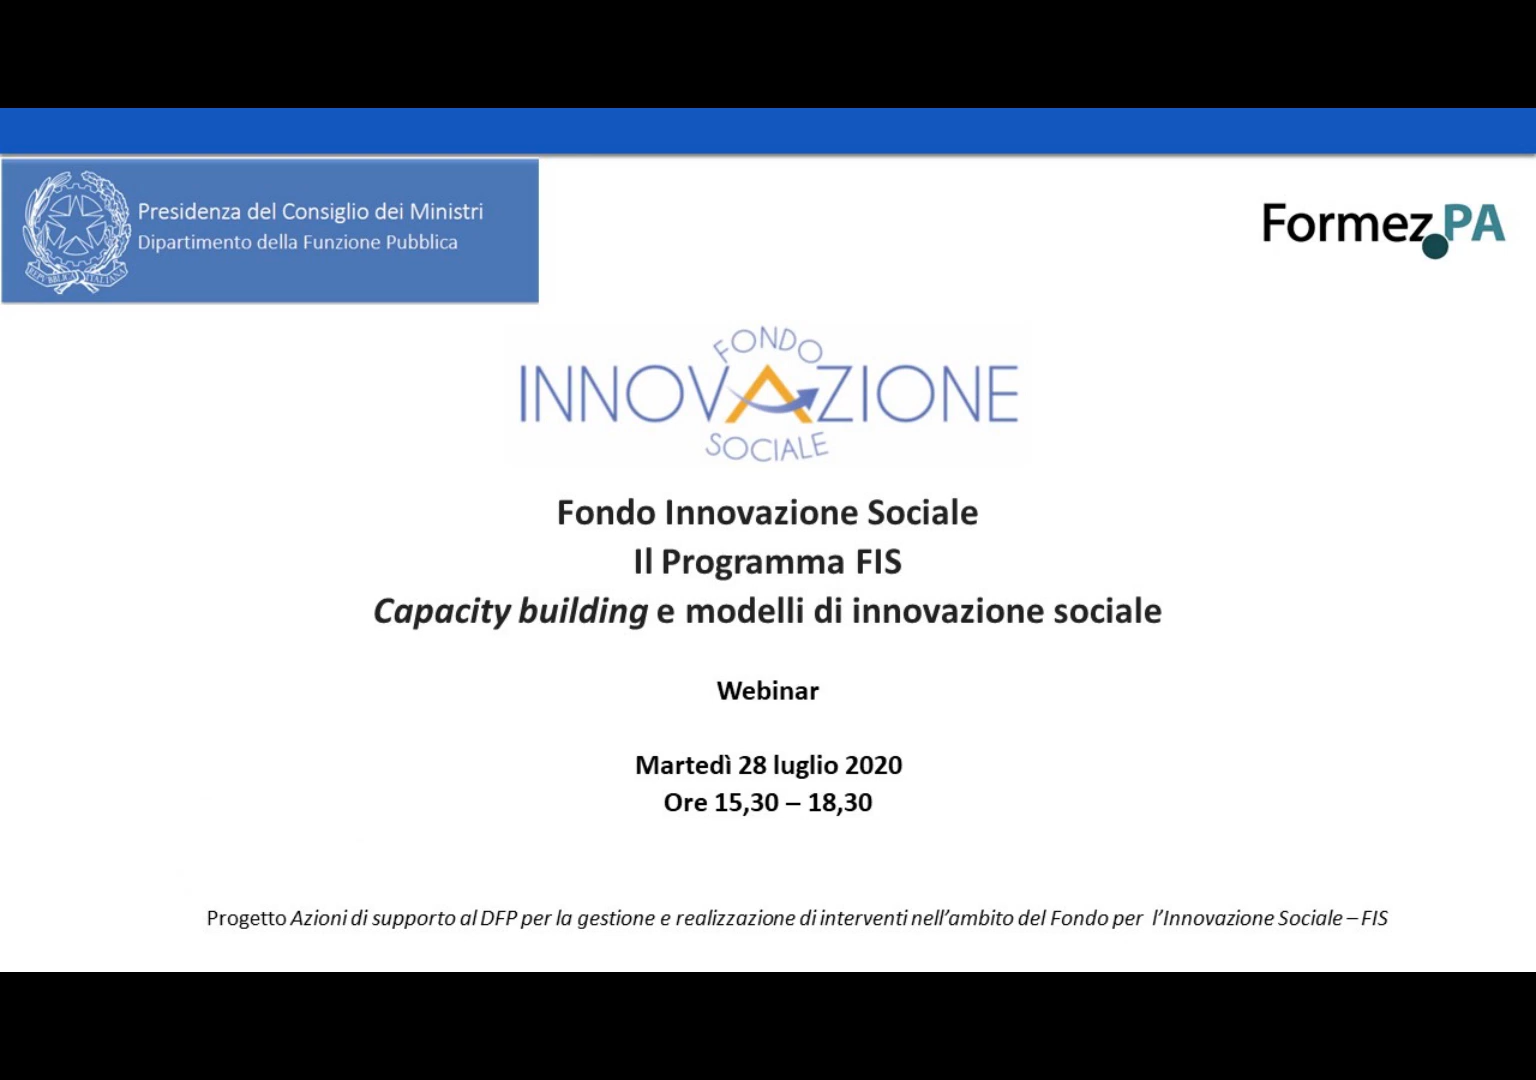 Presidenza del Consiglio dei Ministri
Dipartimento della Funzione Pubblica
REPVBBLICA ITALIANA
Formez PA
FONDO
INNOVAZIONE
SOCIALE
Fondo Innovazione Sociale
Il Programma FIS
Capacity building e modelli di innovazione sociale
Webinar
Martedì 28 luglio 2020
Ore 15,30 – 18,30
Progetto Azioni di supporto al DFP per la gestione e realizzazione di interventi nell’ambito del Fondo per l’Innovazione Sociale – FIS